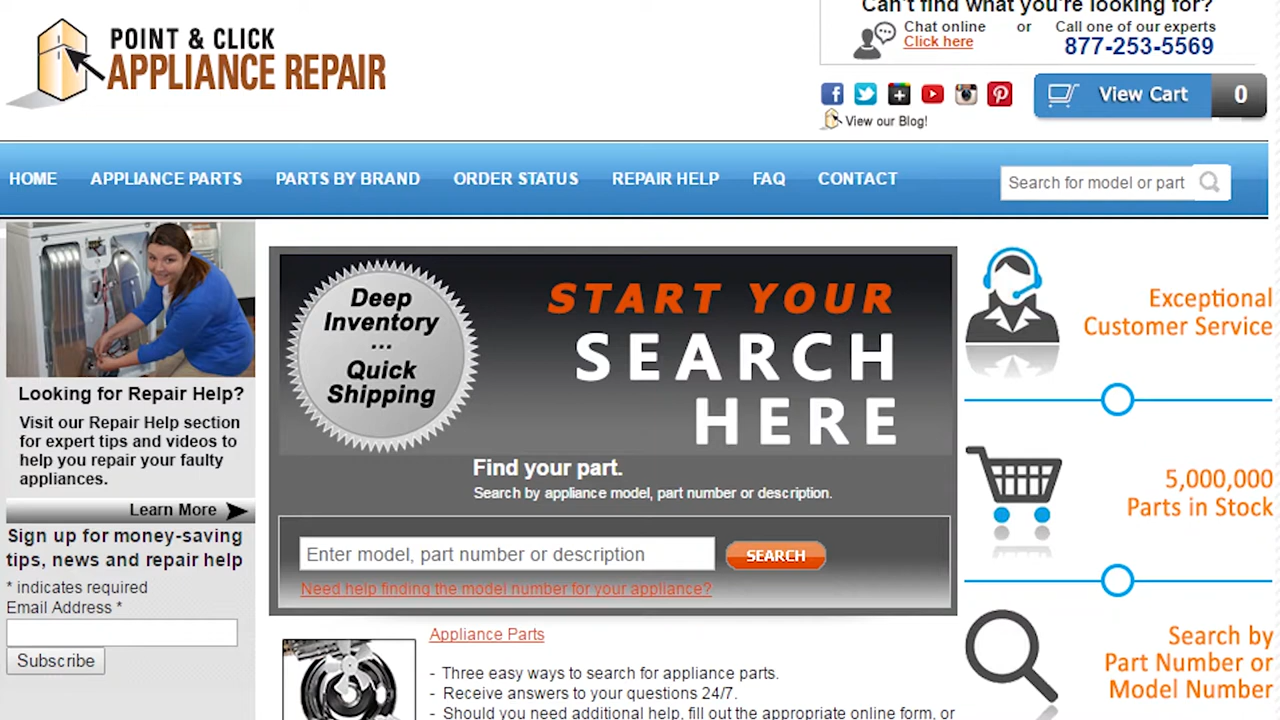 POINT & CLICK
APPLIANCE REPAIR
Can't find what you're looking for?
Chat online or Call one of our experts
Click here 877-253-5569
View Cart 0
View our Blog!
HOME APPLIANCE PARTS PARTS BY BRAND ORDER STATUS REPAIR HELP FAQ CONTACT
Search for model or part
Looking for Repair Help?
Visit our Repair Help section
for expert tips and videos to
help you repair your faulty
appliances.
Learn More
Sign up for money-saving
tips, news and repair help
* indicates required
Email Address *
Subscribe
Deep
Inventory
...
Quick
Shipping
START YOUR
SEARCH
HERE
Find your part.
Search by appliance model, part number or description.
Enter model, part number or description
SEARCH
Need help finding the model number for your appliance?
Appliance Parts
- Three easy ways to search for appliance parts.
- Receive answers to your questions 24/7.
- Should you need additional help, fill out the appropriate online form, or
Exceptional
Customer Service
5,000,000
Parts in Stock
Search by
Part Number or
Model Number